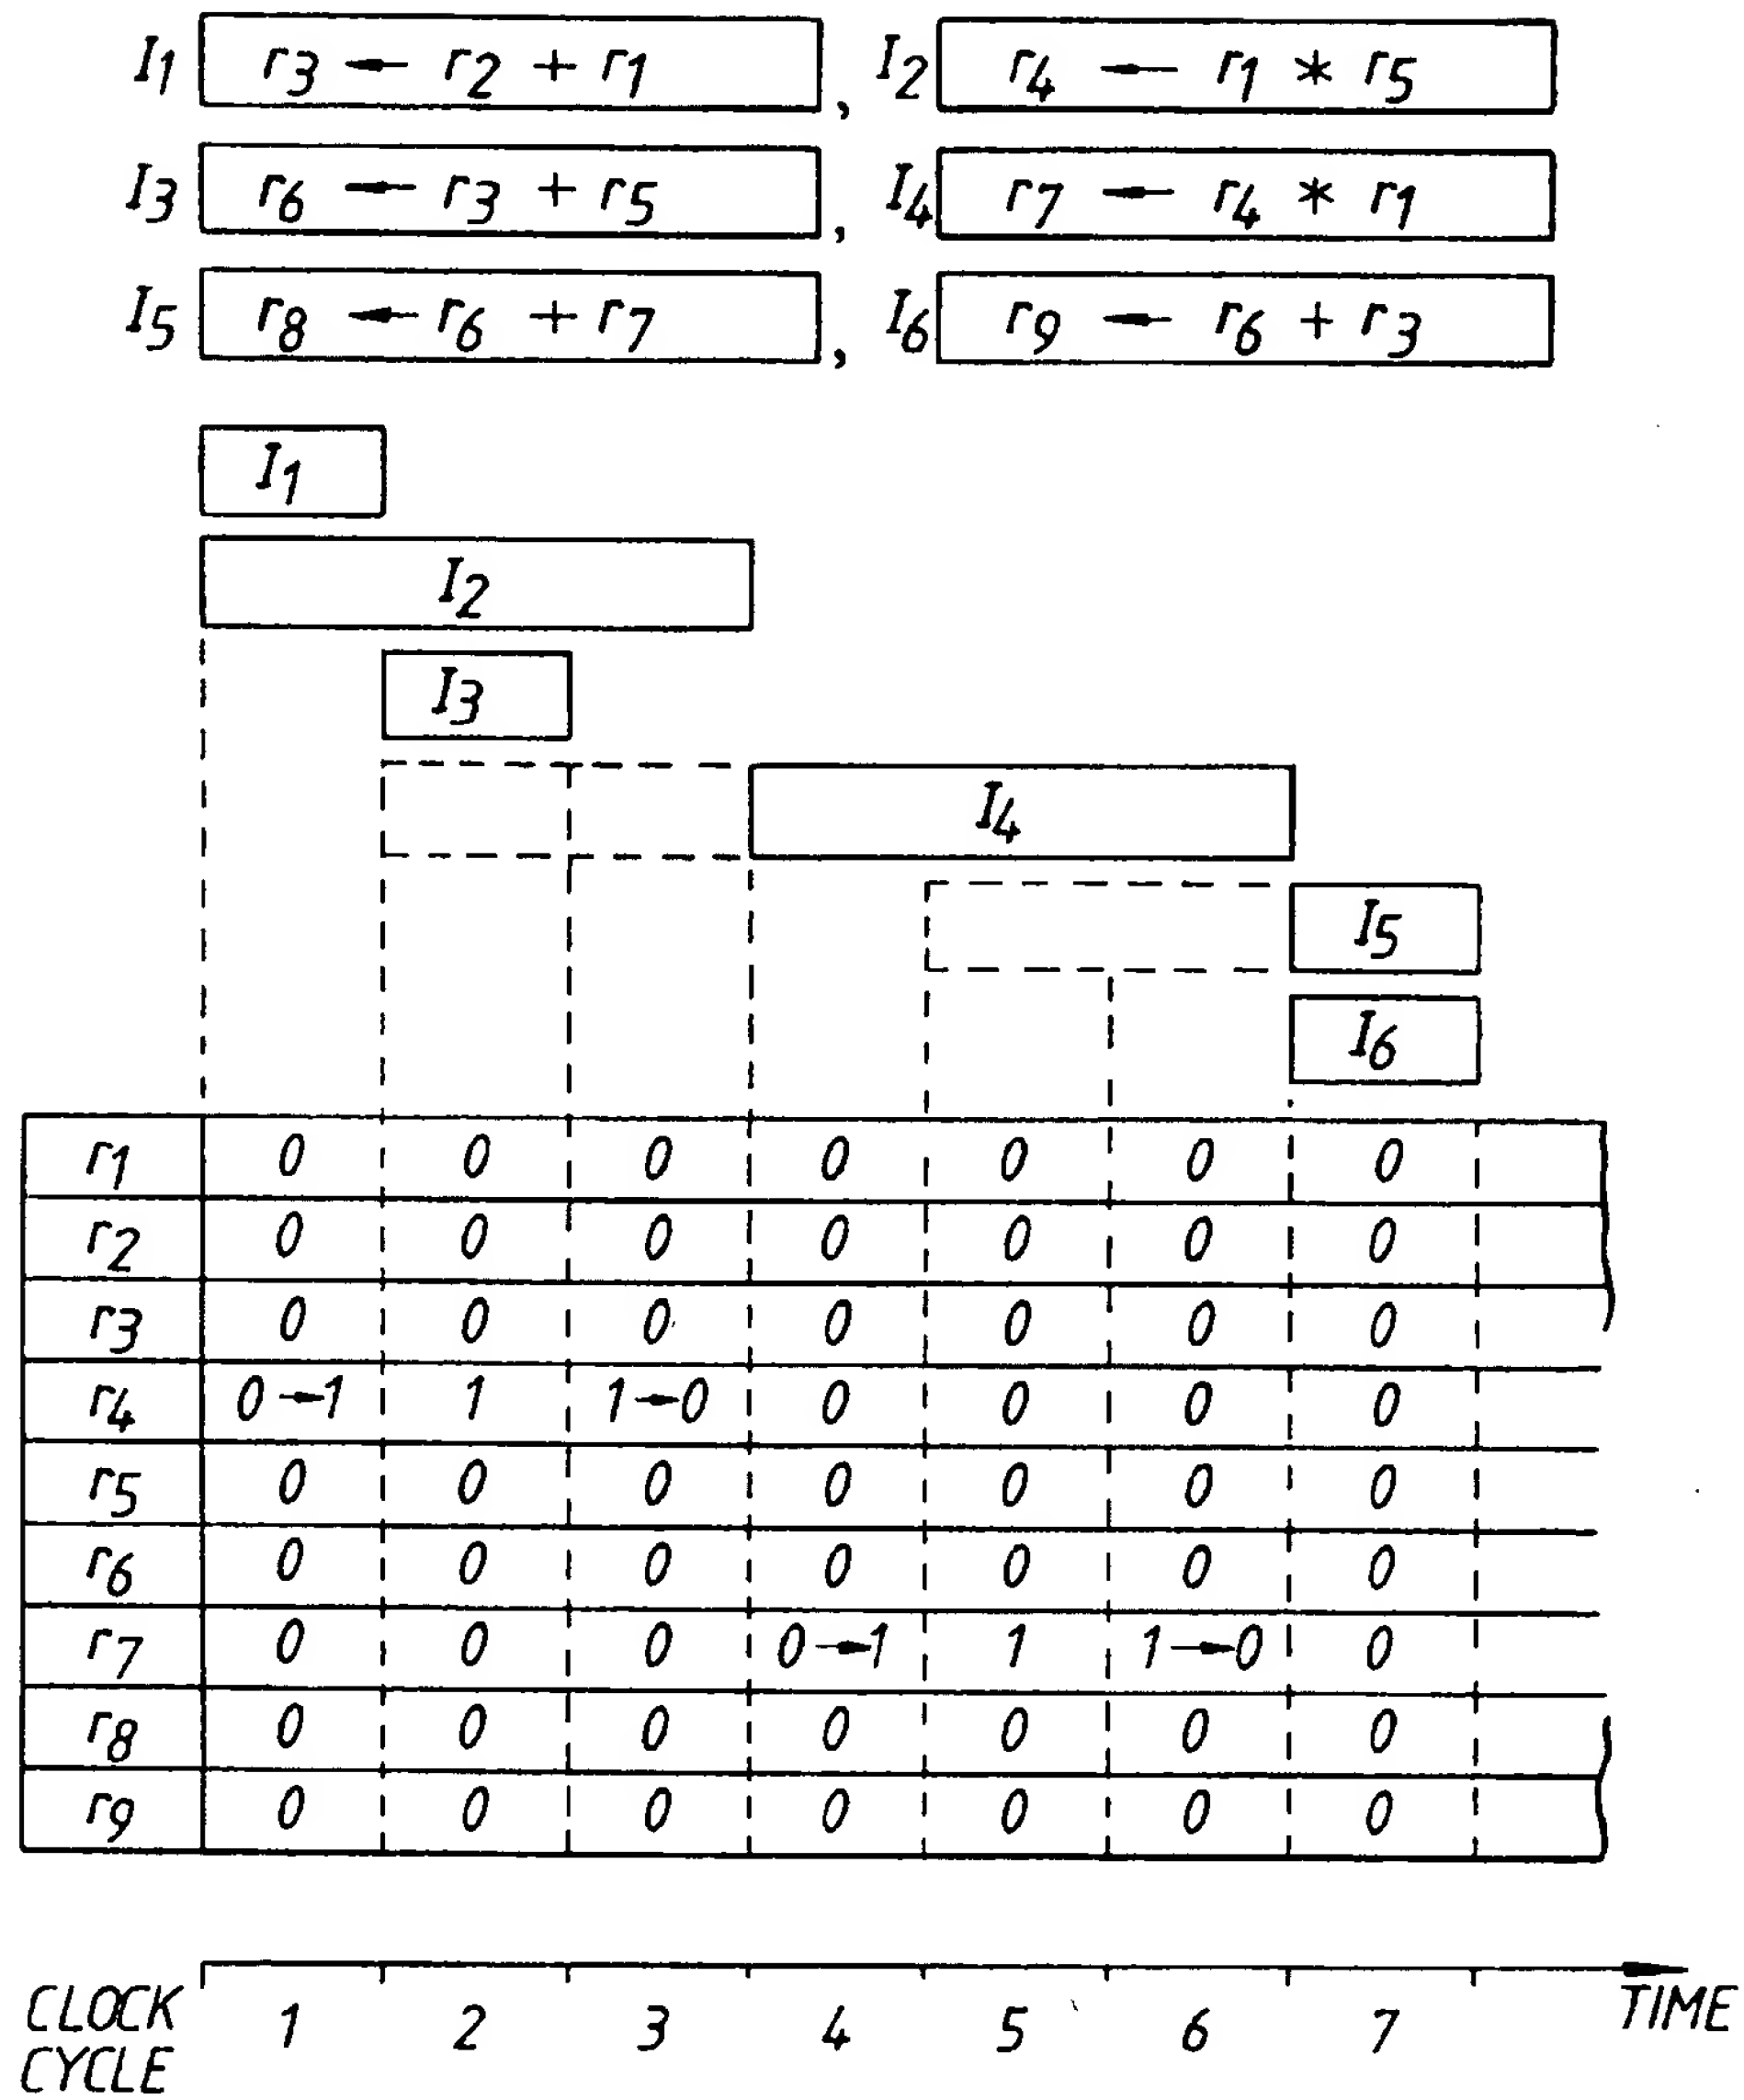 I1 r3 ← r2 + r1 , I2 r4 ← r1 * r5
I3 r6 ← r3 + r5 , I4 r7 ← r4 * r1
I5 r8 ← r6 + r7 , I6 r9 ← r6 + r3
I1
I2
I3
I4
I5
I6
r1 0 0 0 0 0 0 0
r2 0 0 0 0 0 0 0
r3 0 0 0 0 0 0 0
r4 0→1 1 1→0 0 0 0 0
r5 0 0 0 0 0 0 0
r6 0 0 0 0 0 0 0
r7 0 0 0 0→1 1 1→0 0
r8 0 0 0 0 0 0 0
r9 0 0 0 0 0 0 0
CLOCK CYCLE 1 2 3 4 5 6 7 TIME